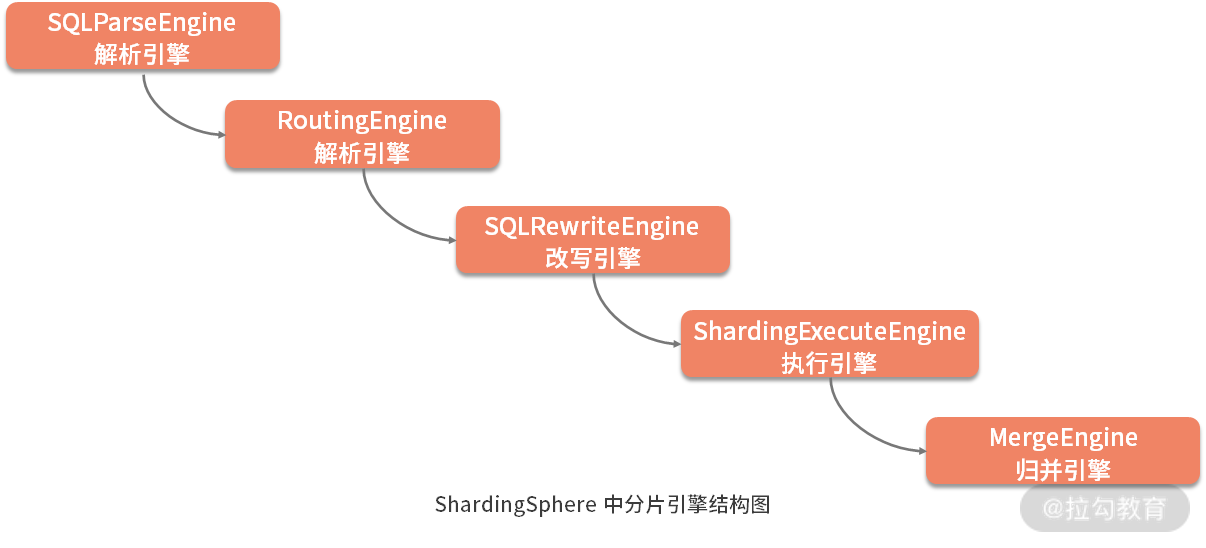 SQLParseEngine
解析引擎
RoutingEngine
解析引擎
SQLRewriteEngine
改写引擎
ShardingExecuteEngine
执行引擎
MergeEngine
归并引擎
ShardingSphere 中分片引擎结构图
@拉勾教育